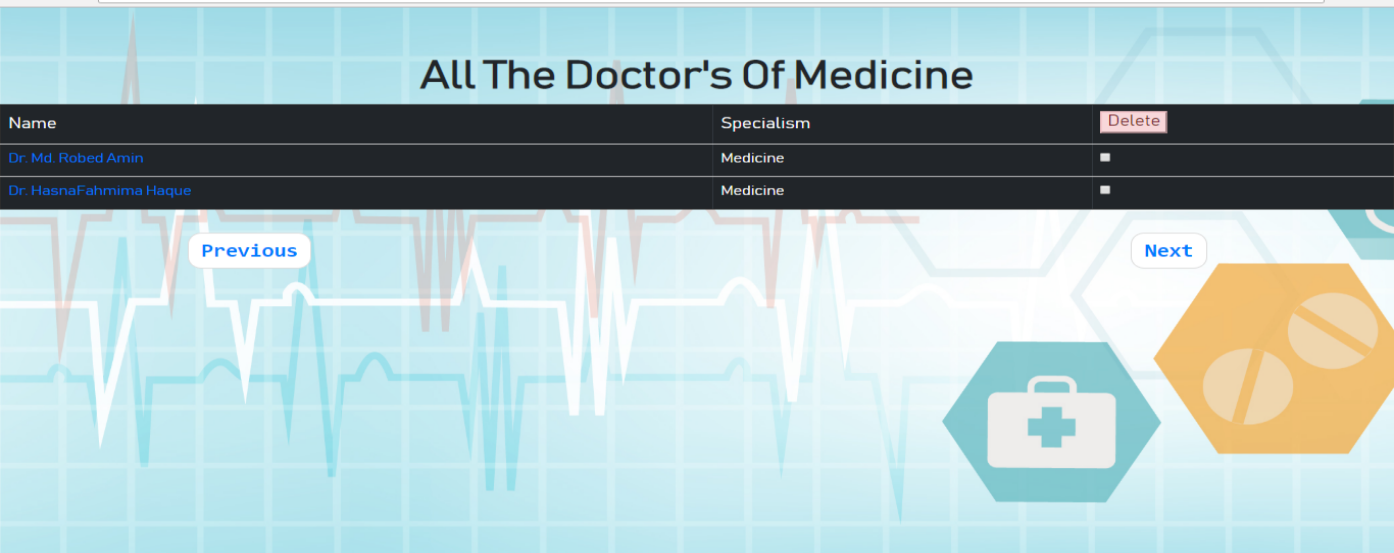 All The Doctor's Of Medicine
Name Specialism Delete
Dr. Md. Robed Amin Medicine
Dr. HasnaFahmima Haque Medicine
Previous Next